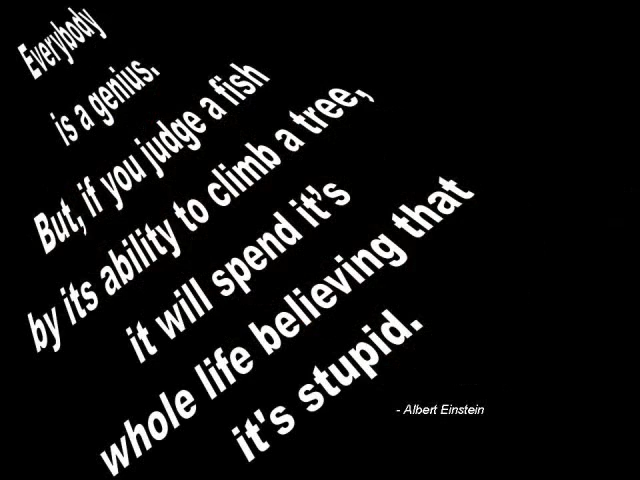 Everybody
is a genius.
But, if you judge a fish
by its ability to climb a tree,
it will spend it's
whole life believing that
it's stupid.
- Albert Einstein